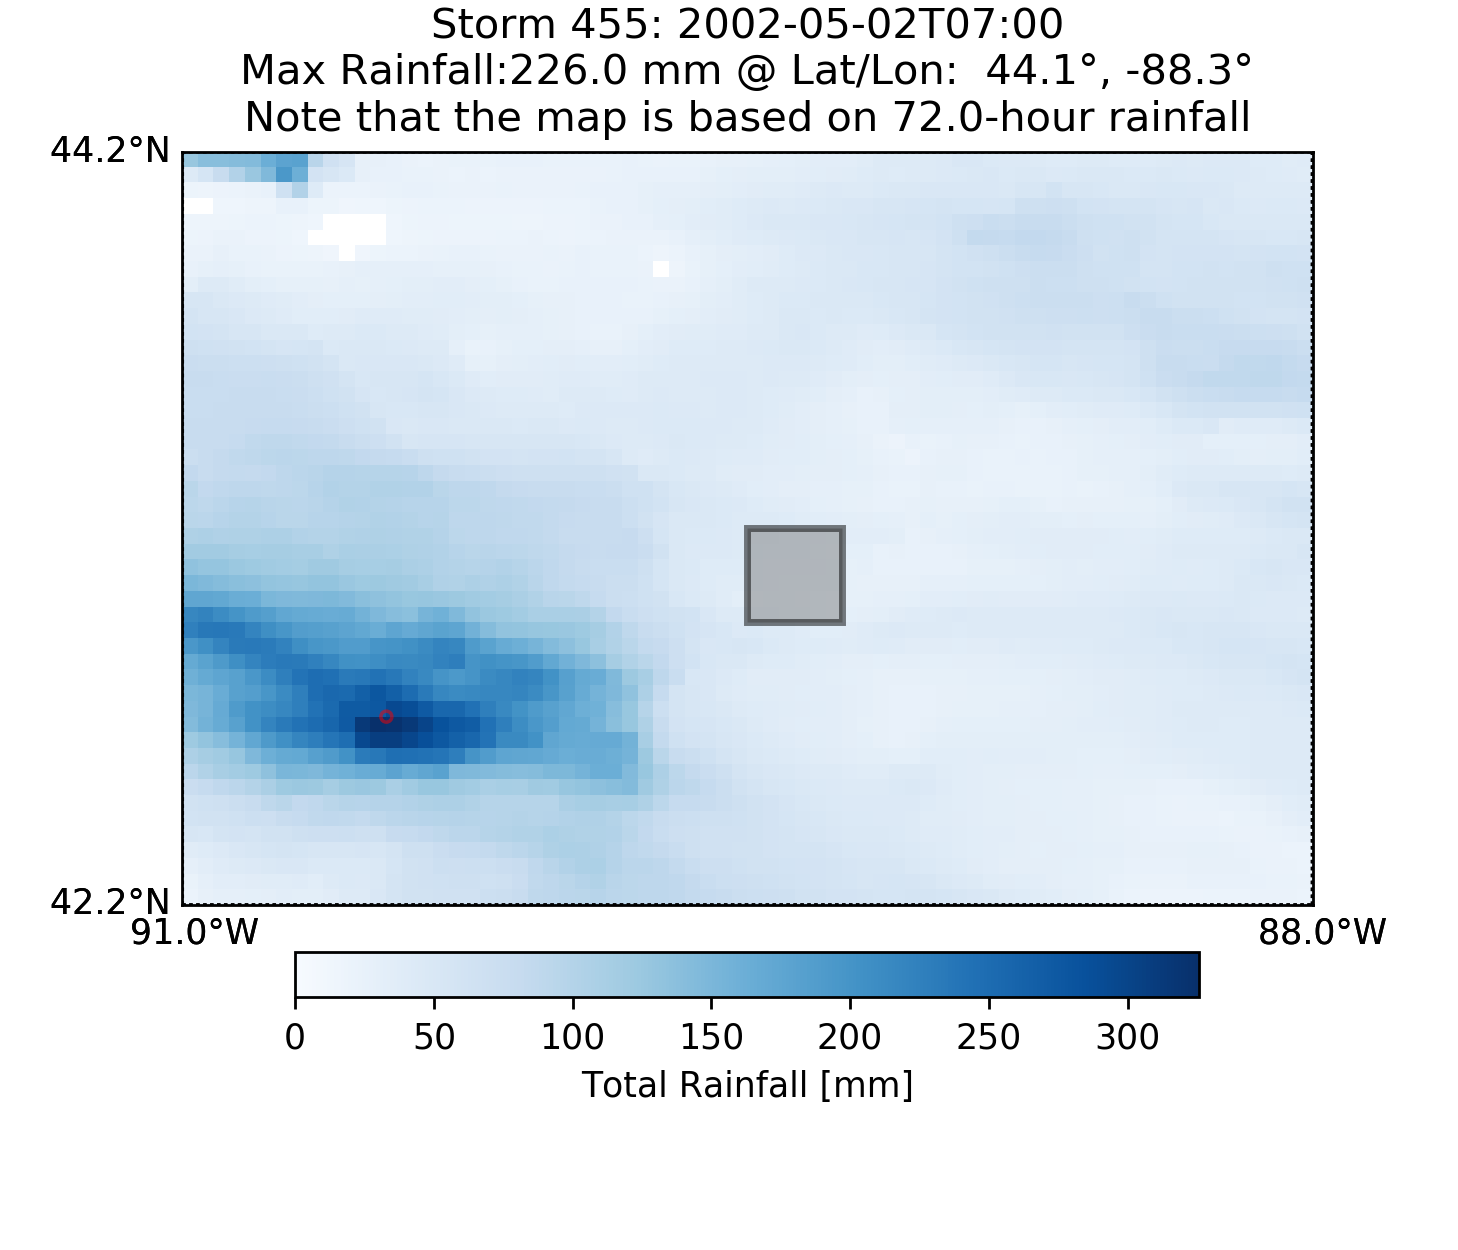 Storm 455: 2002-05-02T07:00
Max Rainfall:226.0 mm @ Lat/Lon:  44.1°, -88.3°
Note that the map is based on 72.0-hour rainfall
44.2°N
42.2°N
91.0°W 88.0°W
0 50 100 150 200 250 300
Total Rainfall [mm]